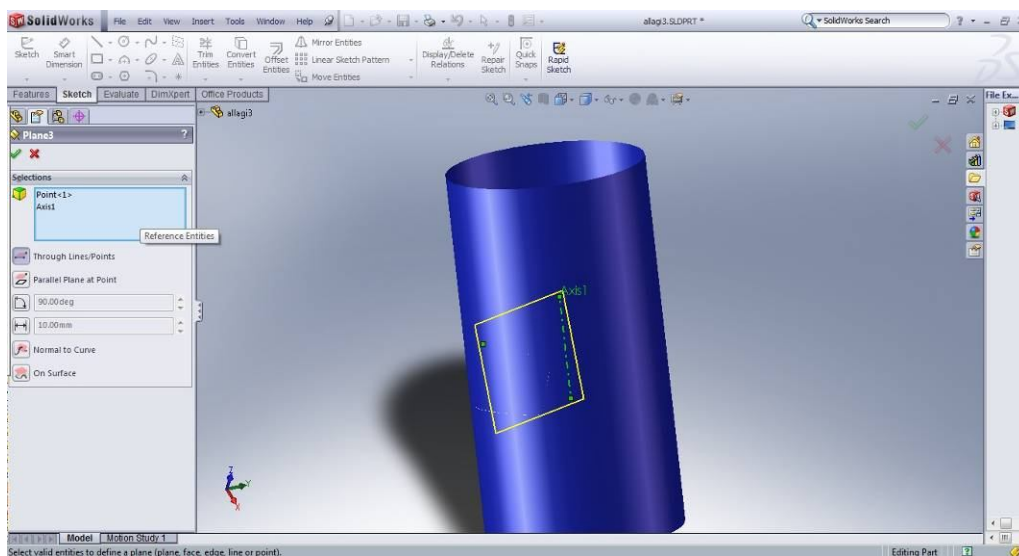 SolidWorks File Edit View Insert Tools Window Help allagi3.SLDPRT * SolidWorks Search ?
Sketch Smart Dimension Trim Entities Convert Entities Offset Entities Mirror Entities Linear Sketch Pattern Move Entities Display/Delete Relations Repair Sketch Quick Snaps Rapid Sketch
Features Sketch Evaluate DimXpert Office Products
File Ex...
allagi3
Plane3 ?
Selections
Point<1>
Axis1
Reference Entities
Through Lines/Points
Parallel Plane at Point
90.00deg
10.00mm
Normal to Curve
On Surface
Axis1
Z
Y
X
Model Motion Study 1
Select valid entities to define a plane (plane, face, edge, line or point). Editing Part ?